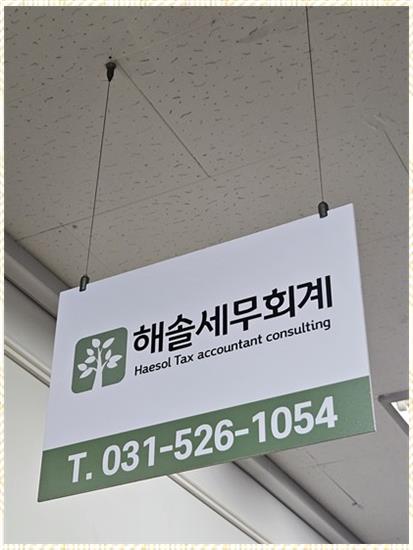 해솔세무회계
Haesol Tax accountant consulting
T. 031-526-1054